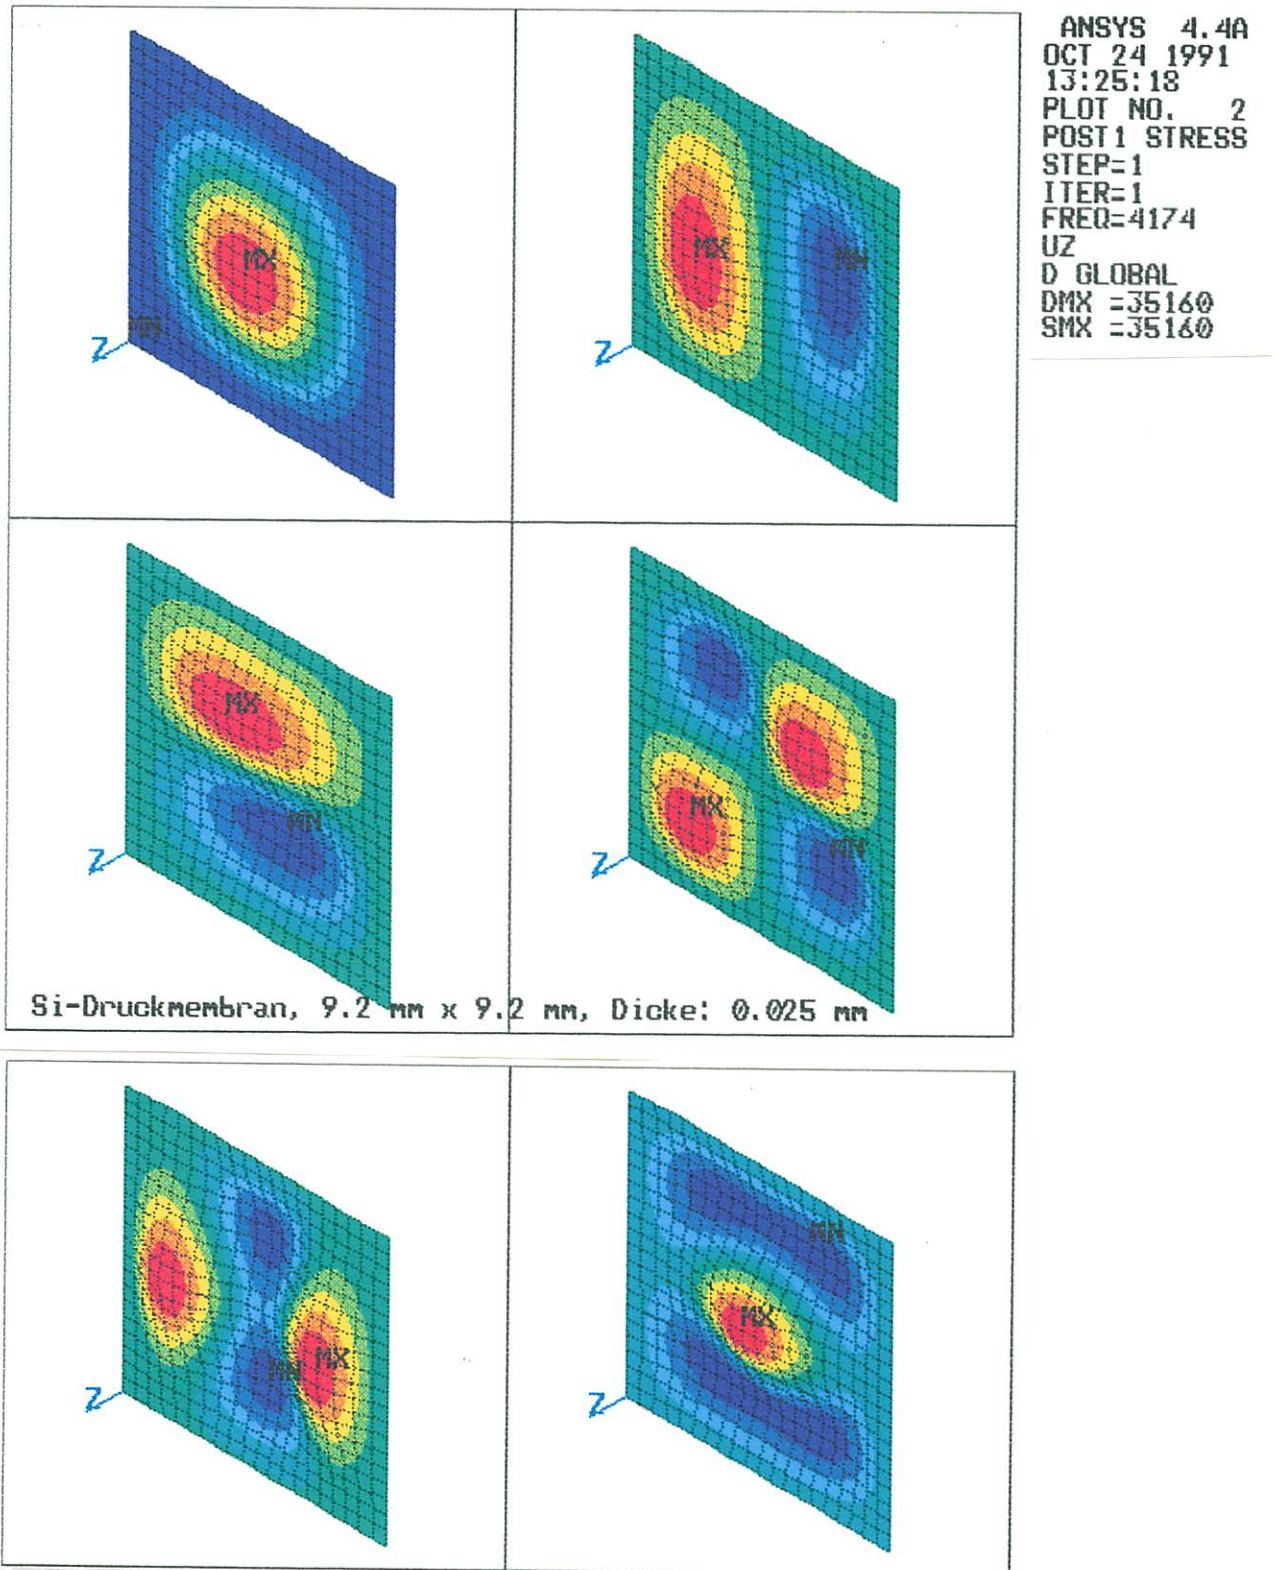 ANSYS 4.4A
OCT 24 1991
13:25:18
PLOT NO. 2
POST1 STRESS
STEP=1
ITER=1
FREQ=4174
UZ
D GLOBAL
DMX =35160
SMX =35160
MX
MN
Z
MX
MN
Z
MX
MN
Z
MX
MN
Z
Si-Druckmembran, 9.2 mm x 9.2 mm, Dicke: 0.025 mm
MX
MN
Z
MN
MX
Z